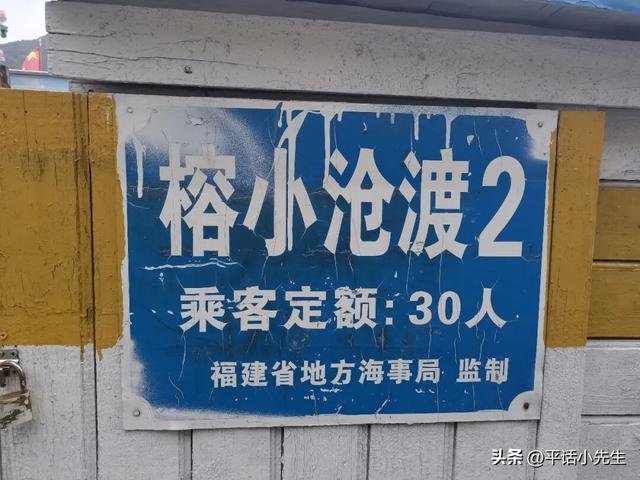 榕小沧渡2
乘客定额:30人
福建省地方海事局 监制
头条 @平话小先生